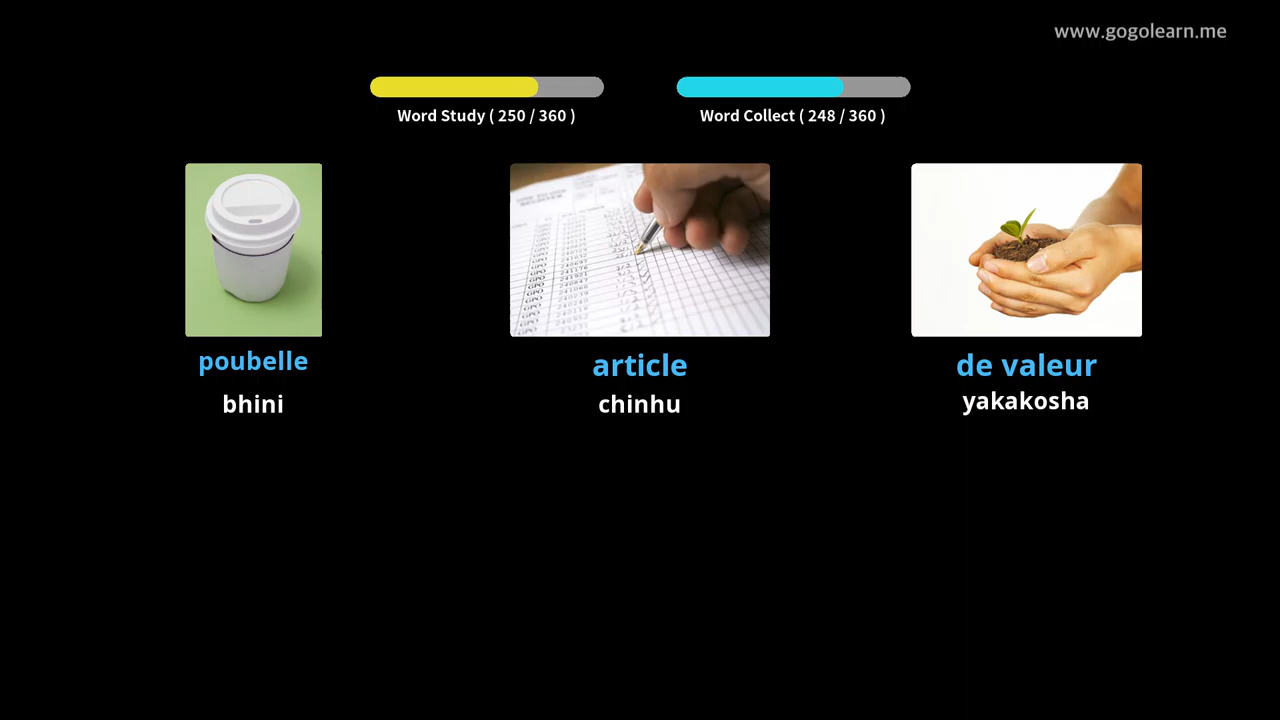 www.gogolearn.me
Word Study ( 250 / 360 )
Word Collect ( 248 / 360 )
poubelle
bhini
article
chinhu
de valeur
yakakosha